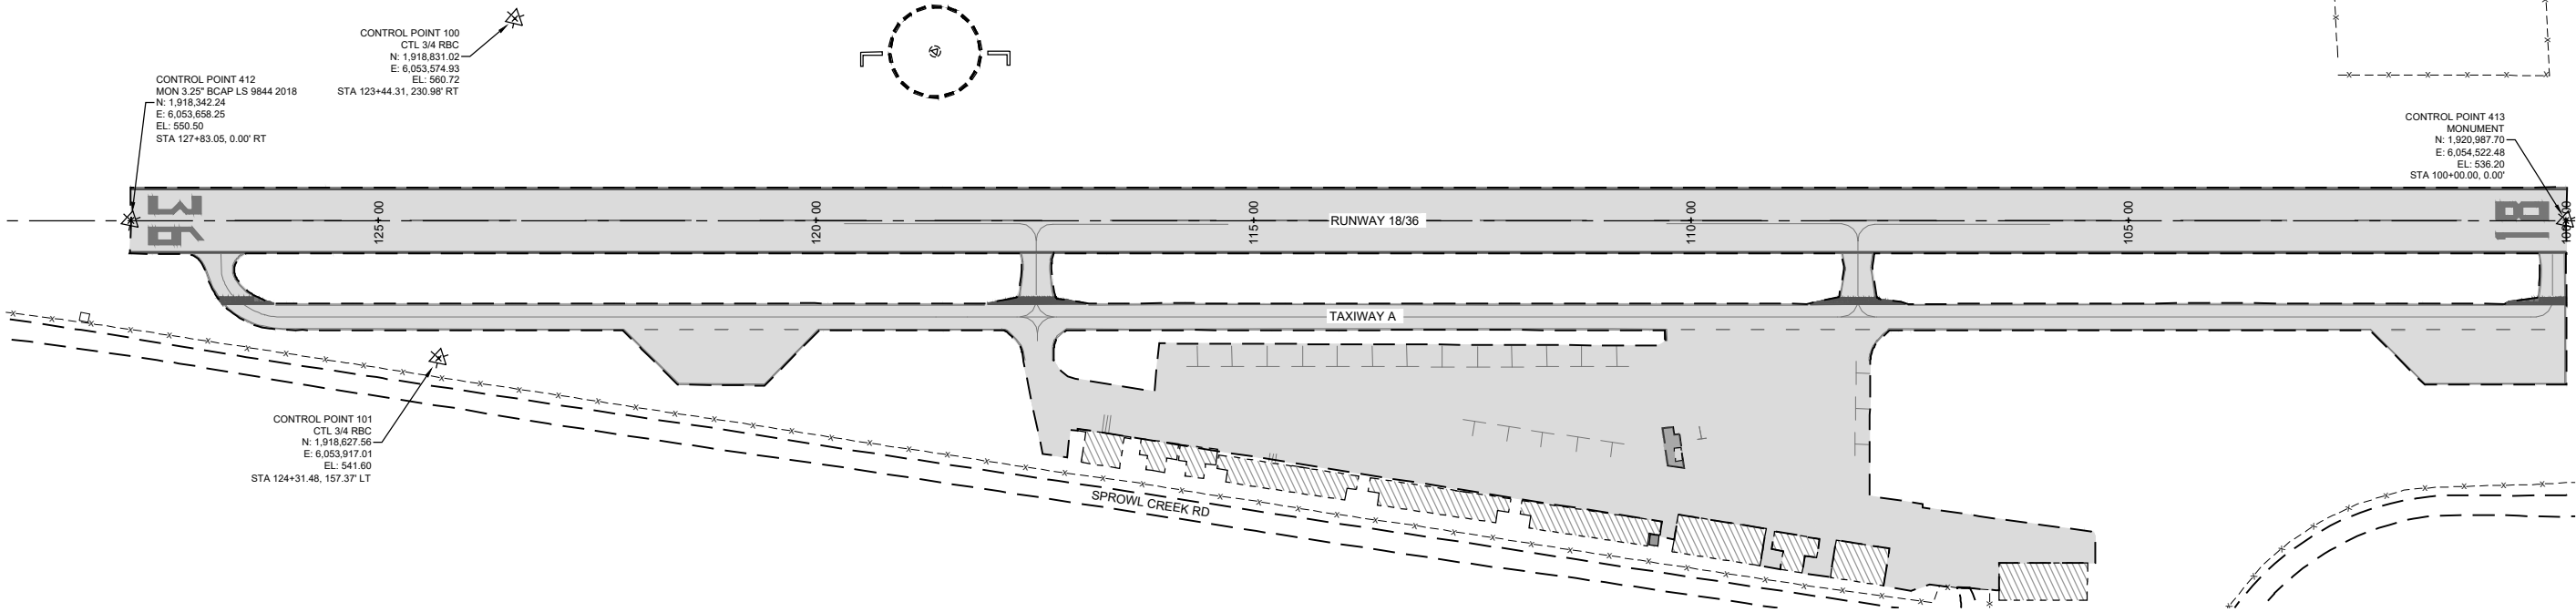 CONTROL POINT 100
CTL 3/4 RBC
N: 1,918,831.02
E: 6,053,574.93
EL: 560.72
STA 123+44.31, 230.98' RT
CONTROL POINT 412
MON 3.25" BCAP LS 9844 2018
N: 1,918,342.24
E: 6,053,658.25
EL: 550.50
STA 127+83.05, 0.00' RT
CONTROL POINT 413
MONUMENT
N: 1,920,987.70
E: 6,054,522.48
EL: 536.20
STA 100+00.00, 0.00'
36
125+00
120+00
115+00
RUNWAY 18/36
110+00
105+00
18
100+00
TAXIWAY A
CONTROL POINT 101
CTL 3/4 RBC
N: 1,918,627.56
E: 6,053,917.01
EL: 541.60
STA 124+31.48, 157.37' LT
SPROWL CREEK RD